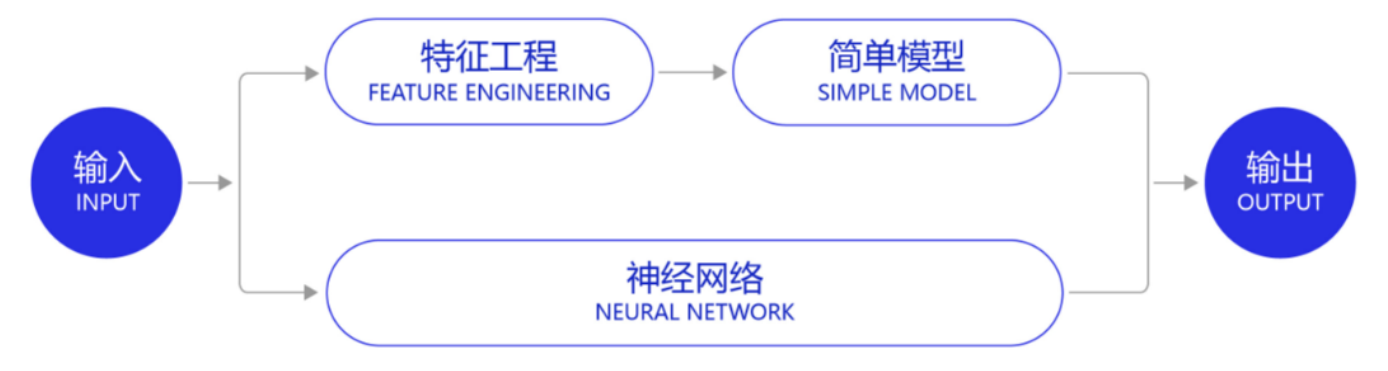 输入
INPUT
特征工程
FEATURE ENGINEERING
简单模型
SIMPLE MODEL
神经网络
NEURAL NETWORK
输出
OUTPUT